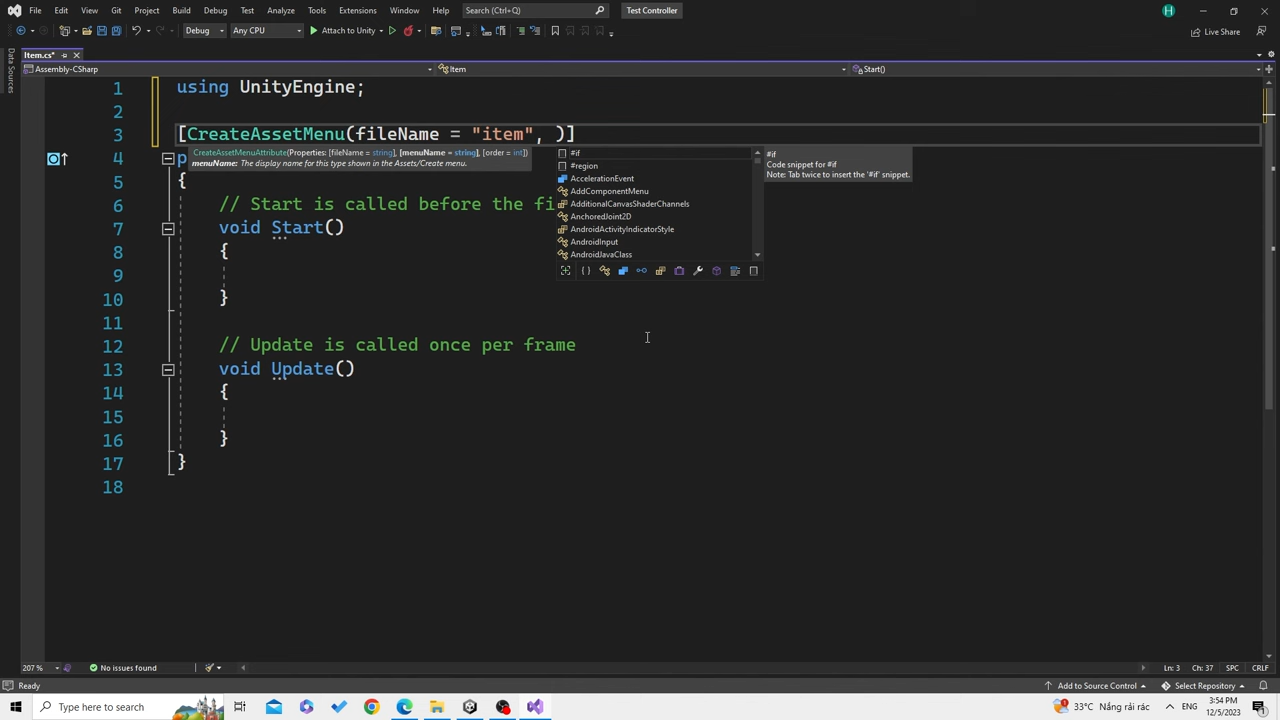 File Edit View Git Project Build Debug Test Analyze Tools Extensions Window Help Search (Ctrl+Q) Test Controller H
Debug Any CPU Attach to Unity Live Share
Item.cs*
Data Sources
Assembly-CSharp Item Start()
1 using UnityEngine;
2
3 [CreateAssetMenu(fileName = "item", )]
CreateAssetMenuAttribute(Properties: [fileName = string], [menuName = string], [order = int])
menuName: The display name for this type shown in the Assets/Create menu.
#if
#region
AccelerationEvent
AddComponentMenu
AdditionalCanvasShaderChannels
AnchoredJoint2D
AndroidActivityIndicatorStyle
AndroidInput
AndroidJavaClass
#if
Code snippet for #if
Note: Tab twice to insert the '#if' snippet.
4 p
5 {
6 // Start is called before the fi
7 void Start()
8 {
9
10 }
11
12 // Update is called once per frame
13 void Update()
14 {
15
16 }
17 }
18
207 % No issues found Ln: 3 Ch: 37 SPC CRLF
Ready Add to Source Control Select Repository
Type here to search 33°C Nắng rải rác ENG 3:54 PM
12/5/2023 1